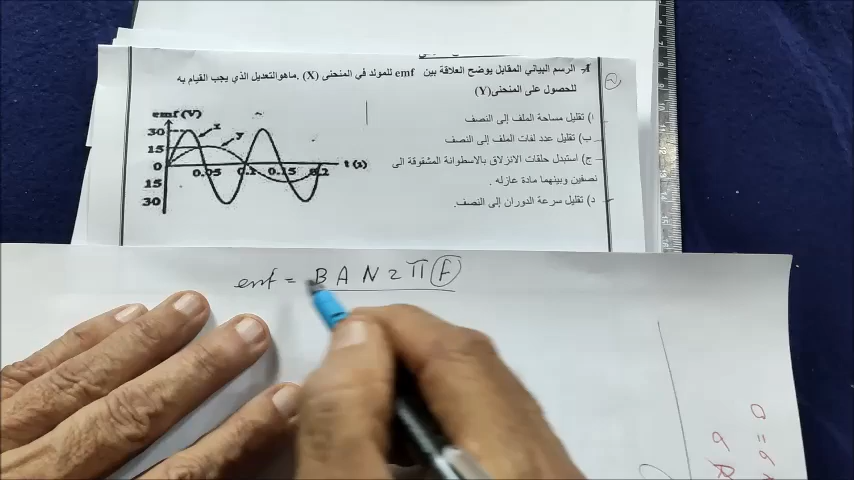 ٢
الرسم البياني المقابل يوضح العلاقة بين emf للمولد في المنحنى (X) .ماهوالتعديل الذي يجب القيام به
للحصول على المنحنى(Y)
ا) تقليل مساحة الملف إلى النصف
ب) تقليل عدد لفات الملف إلى النصف
ج) استبدل حلقات الانزلاق بالاسطوانة المشقوقة الى
نصفين وبينهما مادة عازله .
د) تقليل سرعة الدوران إلى النصف.
emf (V)
30
15
0
15
30
x
y
0.05
0.1
0.15
0.2
t (s)
emf = B A N 2 π F